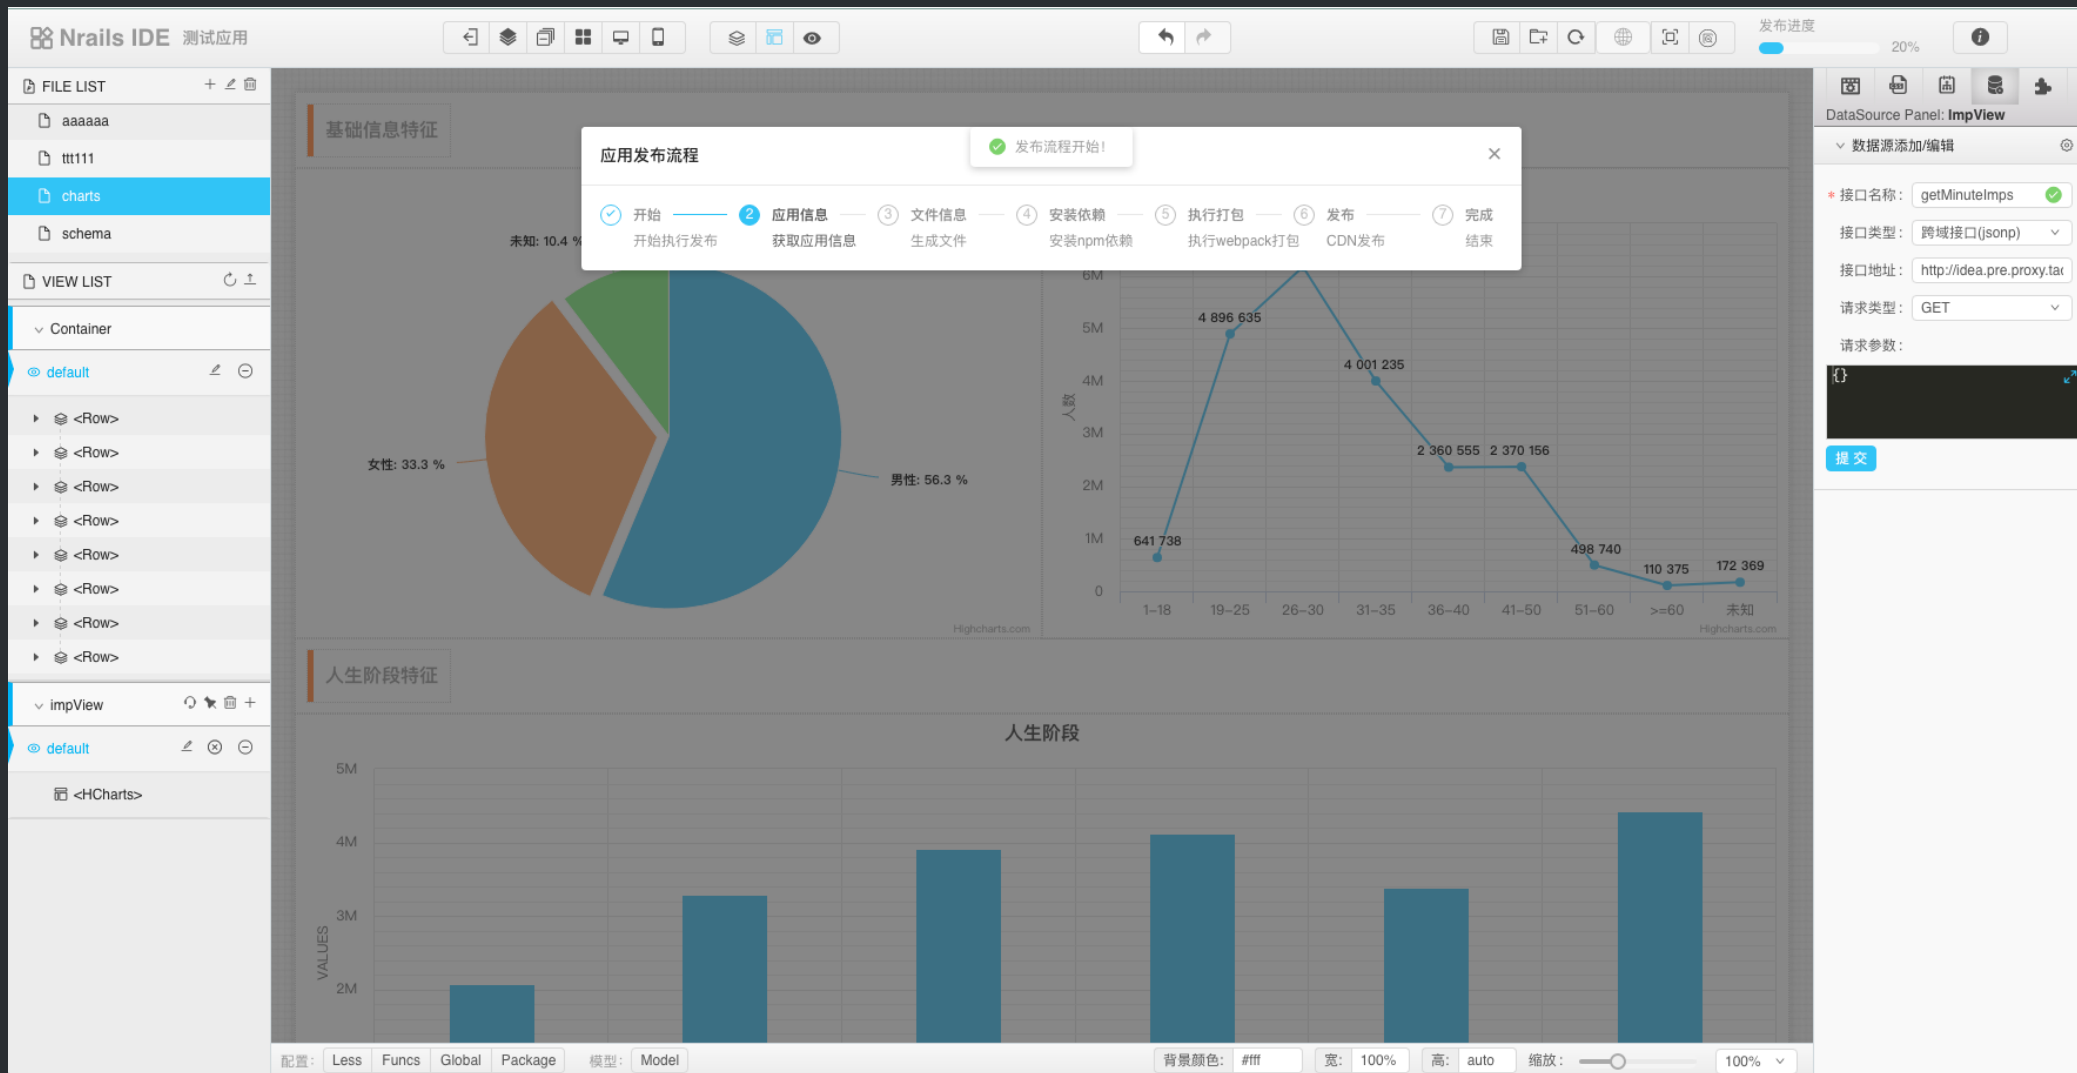 Nrails IDE 测试应用
发布进度
20%
FILE LIST
aaaaaa
ttt111
charts
schema
VIEW LIST
Container
default
<Row>
<Row>
<Row>
<Row>
<Row>
<Row>
<Row>
<Row>
impView
default
<HCharts>
基础信息特征
应用发布流程
发布流程开始!
开始
开始执行发布
2 应用信息
获取应用信息
3 文件信息
生成文件
4 安装依赖
安装npm依赖
5 执行打包
执行webpack打包
6 发布
CDN发布
7 完成
结束
未知: 10.4 %
女性: 33.3 %
男性: 56.3 %
Highcharts.com
6M
5M
4M
3M
2M
1M
0
人数
641 738
4 896 635
4 001 235
2 360 555
2 370 156
498 740
110 375
172 369
1-18
19-25
26-30
31-35
36-40
41-50
51-60
>=60
未知
Highcharts.com
人生阶段特征
人生阶段
5M
4M
3M
2M
VALUES
配置:
Less
Funcs
Global
Package
模型:
Model
背景颜色:
#fff
宽:
100%
高:
auto
缩放:
100%
DataSource Panel: ImpView
数据源添加/编辑
* 接口名称: getMinuteImps
接口类型: 跨域接口(jsonp)
接口地址: http://idea.pre.proxy.tac
请求类型: GET
请求参数:
{}
提 交